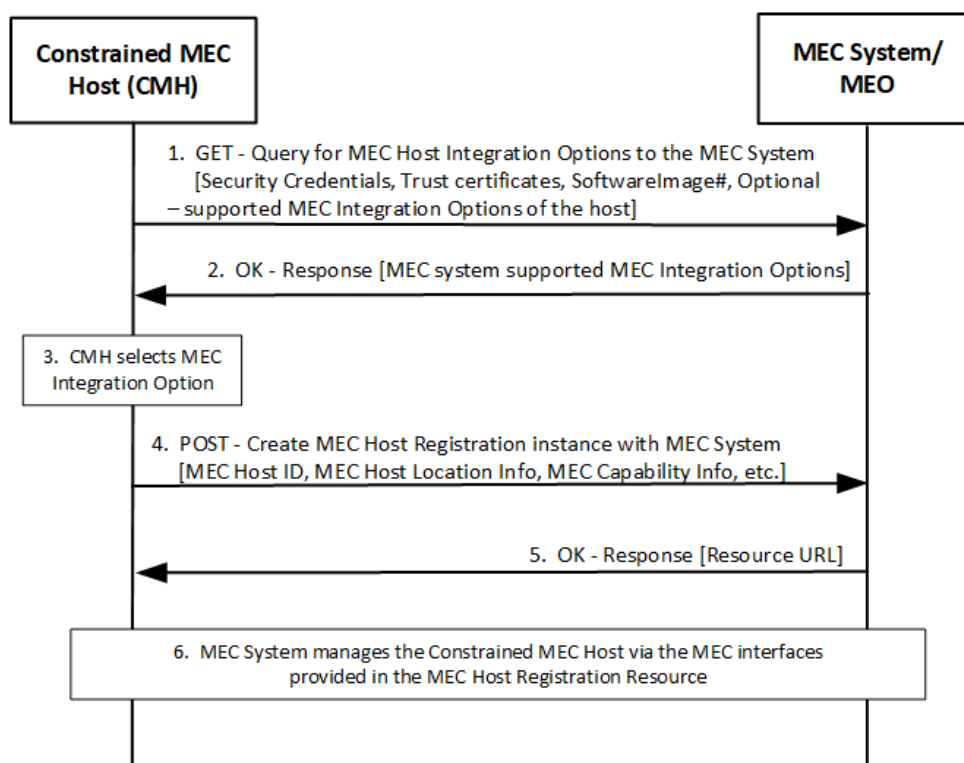 Constrained MEC
Host (CMH)
MEC System/
MEO
1. GET - Query for MEC Host Integration Options to the MEC System
[Security Credentials, Trust certificates, SoftwareImage#, Optional
– supported MEC Integration Options of the host]
2. OK - Response [MEC system supported MEC Integration Options]
3. CMH selects MEC
Integration Option
4. POST - Create MEC Host Registration instance with MEC System
[MEC Host ID, MEC Host Location Info, MEC Capability Info, etc.]
5. OK - Response [Resource URL]
6. MEC System manages the Constrained MEC Host via the MEC interfaces
provided in the MEC Host Registration Resource